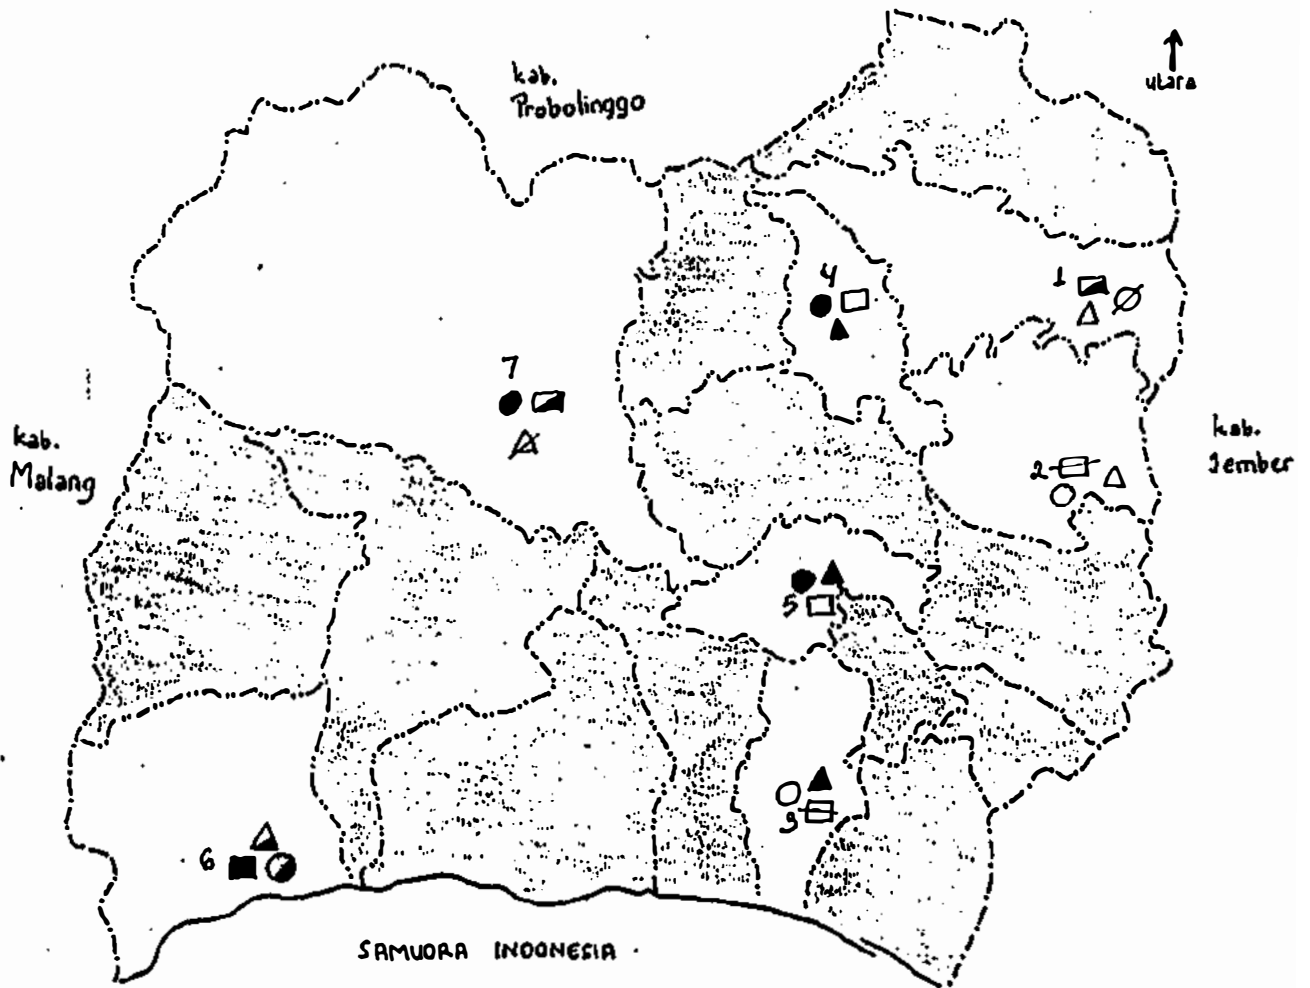 kab.
Probolinggo
utara
4
1
7
kab.
Malang
kab.
Jember
2
5
3
6
SAMUDRA INDONESIA